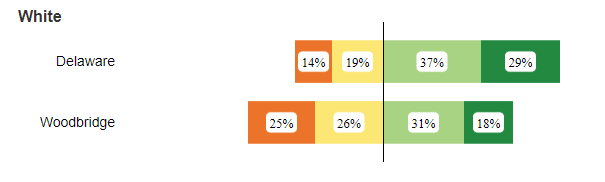 White
Delaware 14% 19% 37% 29%
Woodbridge 25% 26% 31% 18%